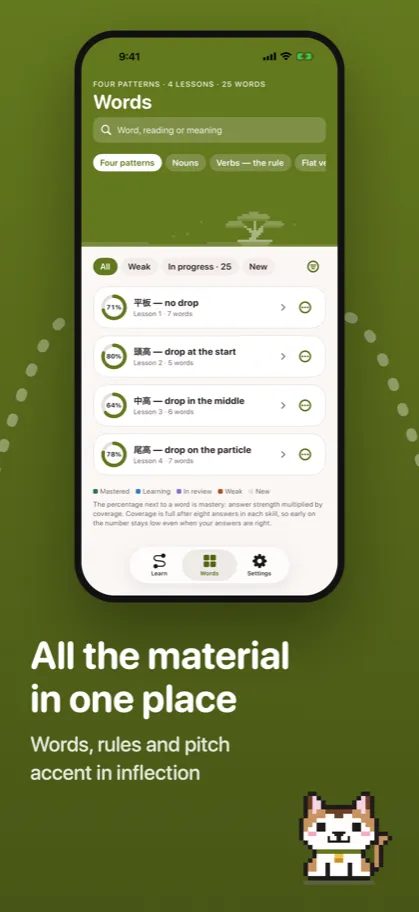 9:41
FOUR PATTERNS · 4 LESSONS · 25 WORDS
Words
Word, reading or meaning
Four patterns
Nouns
Verbs — the rule
Flat ve
All
Weak
In progress · 25
New
71%
平板 — no drop
Lesson 1 · 7 words
80%
頭高 — drop at the start
Lesson 2 · 5 words
64%
中高 — drop in the middle
Lesson 3 · 6 words
78%
尾高 — drop on the particle
Lesson 4 · 7 words
Mastered
Learning
In review
Weak
New
The percentage next to a word is mastery: answer strength multiplied by
coverage. Coverage is full after eight answers in each skill, so early on
the number stays low even when your answers are right.
Learn
Words
Settings
All the material
in one place
Words, rules and pitch
accent in inflection